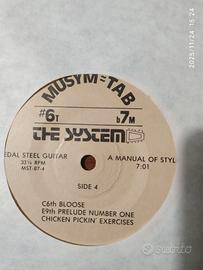 MUSYM-TAB
#6T
b7M
THE SYSTEM
EDAL STEEL GUITAR
A MANUAL OF STYL
33⅓ RPM
7:01
MST-87-4
SIDE 4
C6th BLOOSE
E9th PRELUDE NUMBER ONE
CHICKEN PICKIN' EXERCISES
2025/11/24 15:24
subito